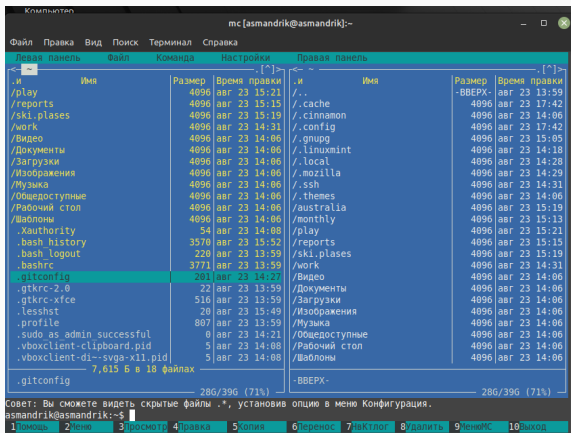 Компьютер
mc [asmandrik@asmandrik]:~
Файл Правка Вид Поиск Терминал Справка
Левая панель Файл Команда Настройки Правая панель
<- ~ .[^]> <- ~ .[^]>
.и Имя Размер Время правки .и Имя Размер Время правки
/play 4096 авг 23 15:21 /.. -ВВЕРХ- авг 23 13:59
/reports 4096 авг 23 15:15 /.cache 4096 авг 23 17:42
/ski.plases 4096 авг 23 15:19 /.cinnamon 4096 авг 23 14:06
/work 4096 авг 23 14:31 /.config 4096 авг 23 17:42
/Видео 4096 авг 23 14:06 /.gnupg 4096 авг 23 15:05
/Документы 4096 авг 23 14:06 /.linuxmint 4096 авг 23 14:18
/Загрузки 4096 авг 23 14:06 /.local 4096 авг 23 14:28
/Изображения 4096 авг 23 14:06 /.mozilla 4096 авг 23 14:29
/Музыка 4096 авг 23 14:06 /.ssh 4096 авг 23 14:31
/Общедоступные 4096 авг 23 14:06 /.themes 4096 авг 23 14:06
/Рабочий стол 4096 авг 23 14:06 /australia 4096 авг 23 15:19
/Шаблоны 4096 авг 23 14:06 /monthly 4096 авг 23 15:13
.Xauthority 54 авг 23 14:08 /play 4096 авг 23 15:21
.bash_history 3570 авг 23 15:52 /reports 4096 авг 23 15:15
.bash_logout 220 авг 23 13:59 /ski.plases 4096 авг 23 15:19
.bashrc 3771 авг 23 13:59 /work 4096 авг 23 14:31
.gitconfig 201 авг 23 14:27 /Видео 4096 авг 23 14:06
.gtkrc-2.0 22 авг 23 13:59 /Документы 4096 авг 23 14:06
.gtkrc-xfce 516 авг 23 13:59 /Загрузки 4096 авг 23 14:06
.lesshst 20 авг 23 15:49 /Изображения 4096 авг 23 14:06
.profile 807 авг 23 13:59 /Музыка 4096 авг 23 14:06
.sudo_as_admin_successful 0 авг 23 14:21 /Общедоступные 4096 авг 23 14:06
.vboxclient-clipboard.pid 5 авг 23 14:08 /Рабочий стол 4096 авг 23 14:06
.vboxclient-di~-svga-x11.pid 5 авг 23 14:08 /Шаблоны 4096 авг 23 14:06
7,615 Б в 18 файлах
.gitconfig -ВВЕРХ-
28G/39G (71%) 28G/39G (71%)
Совет: Вы сможете видеть скрытые файлы .*, установив опцию в меню Конфигурация.
asmandrik@asmandrik:~$
1Помощь 2Меню 3Просмотр 4Правка 5Копия 6Перенос 7НвКтлог 8Удалить 9МенюМС 10Выход